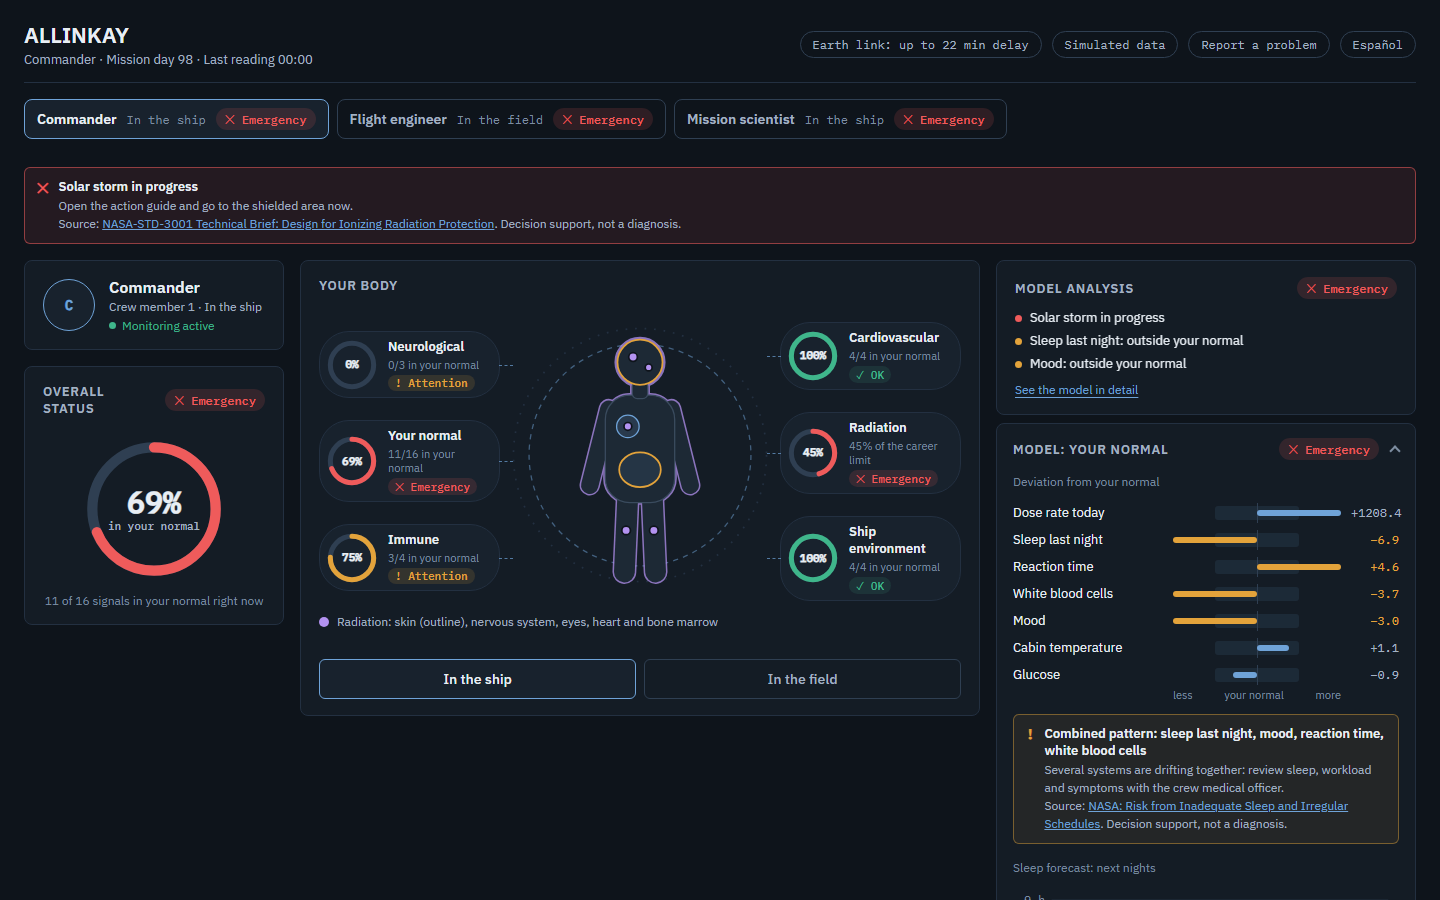 ALLINKAY
Commander · Mission day 98 · Last reading 00:00
Earth link: up to 22 min delay
Simulated data
Report a problem
Español
Commander In the ship ✕ Emergency
Flight engineer In the field ✕ Emergency
Mission scientist In the ship ✕ Emergency
Solar storm in progress
Open the action guide and go to the shielded area now.
Source: NASA-STD-3001 Technical Brief: Design for Ionizing Radiation Protection. Decision support, not a diagnosis.
C
Commander
Crew member 1 · In the ship
Monitoring active
OVERALL
STATUS
✕ Emergency
69%
in your normal
11 of 16 signals in your normal right now
YOUR BODY
0%
Neurological
0/3 in your normal
! Attention
69%
Your normal
11/16 in your
normal
✕ Emergency
75%
Immune
3/4 in your normal
! Attention
100%
Cardiovascular
4/4 in your normal
✓ OK
45%
Radiation
45% of the career
limit
✕ Emergency
100%
Ship
environment
4/4 in your normal
✓ OK
Radiation: skin (outline), nervous system, eyes, heart and bone marrow
In the ship
In the field
MODEL ANALYSIS
✕ Emergency
Solar storm in progress
Sleep last night: outside your normal
Mood: outside your normal
See the model in detail
MODEL: YOUR NORMAL
✕ Emergency
Deviation from your normal
Dose rate today +1208.4
Sleep last night −6.9
Reaction time +4.6
White blood cells −3.7
Mood −3.0
Cabin temperature +1.1
Glucose −0.9
less your normal more
! Combined pattern: sleep last night, mood, reaction time,
white blood cells
Several systems are drifting together: review sleep, workload
and symptoms with the crew medical officer.
Source: NASA: Risk from Inadequate Sleep and Irregular
Schedules. Decision support, not a diagnosis.
Sleep forecast: next nights